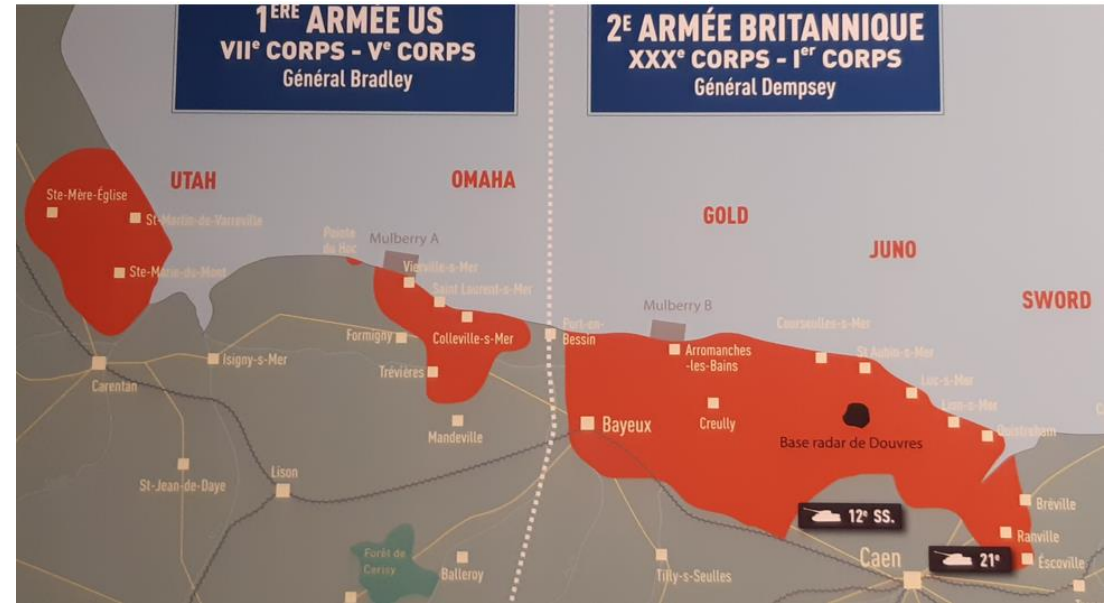 1ERE ARMÉE US
VIIe CORPS - Ve CORPS
Général Bradley
2E ARMÉE BRITANNIQUE
XXXe CORPS - Ier CORPS
Général Dempsey
UTAH
OMAHA
GOLD
JUNO
SWORD
Ste-Mère-Église
St-Martin-de-Varreville
Ste-Marie-du-Mont
Pointe
du Hoc
Mulberry A
Vierville-s-Mer
Saint Laurent-s-Mer
Colleville-s-Mer
Formigny
Trévières
Mandeville
Isigny-s-Mer
Carentan
St-Jean-de-Daye
Lison
Forêt de
Cerisy
Balleroy
Port-en-
Bessin
Mulberry B
Arromanches
-les-Bains
Courseulles-s-Mer
St Aubin-s-Mer
Luc-s-Mer
Lion-s-Mer
Ouistreham
Bayeux
Creully
Base radar de Douvres
12e SS.
21e
Bréville
Ranville
Éscoville
Caen
Tilly-s-Seulles